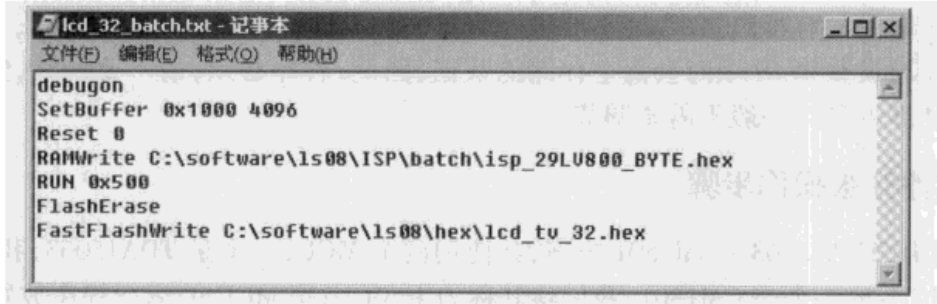 lcd_32_batch.txt - 记事本
文件(F) 编辑(E) 格式(O) 帮助(H)
debugon
SetBuffer 0x1000 4096
Reset 0
RAMWrite C:\software\ls08\ISP\batch\isp_29LV800_BYTE.hex
RUN 0x500
FlashErase
FastFlashWrite C:\software\ls08\hex\lcd_tv_32.hex